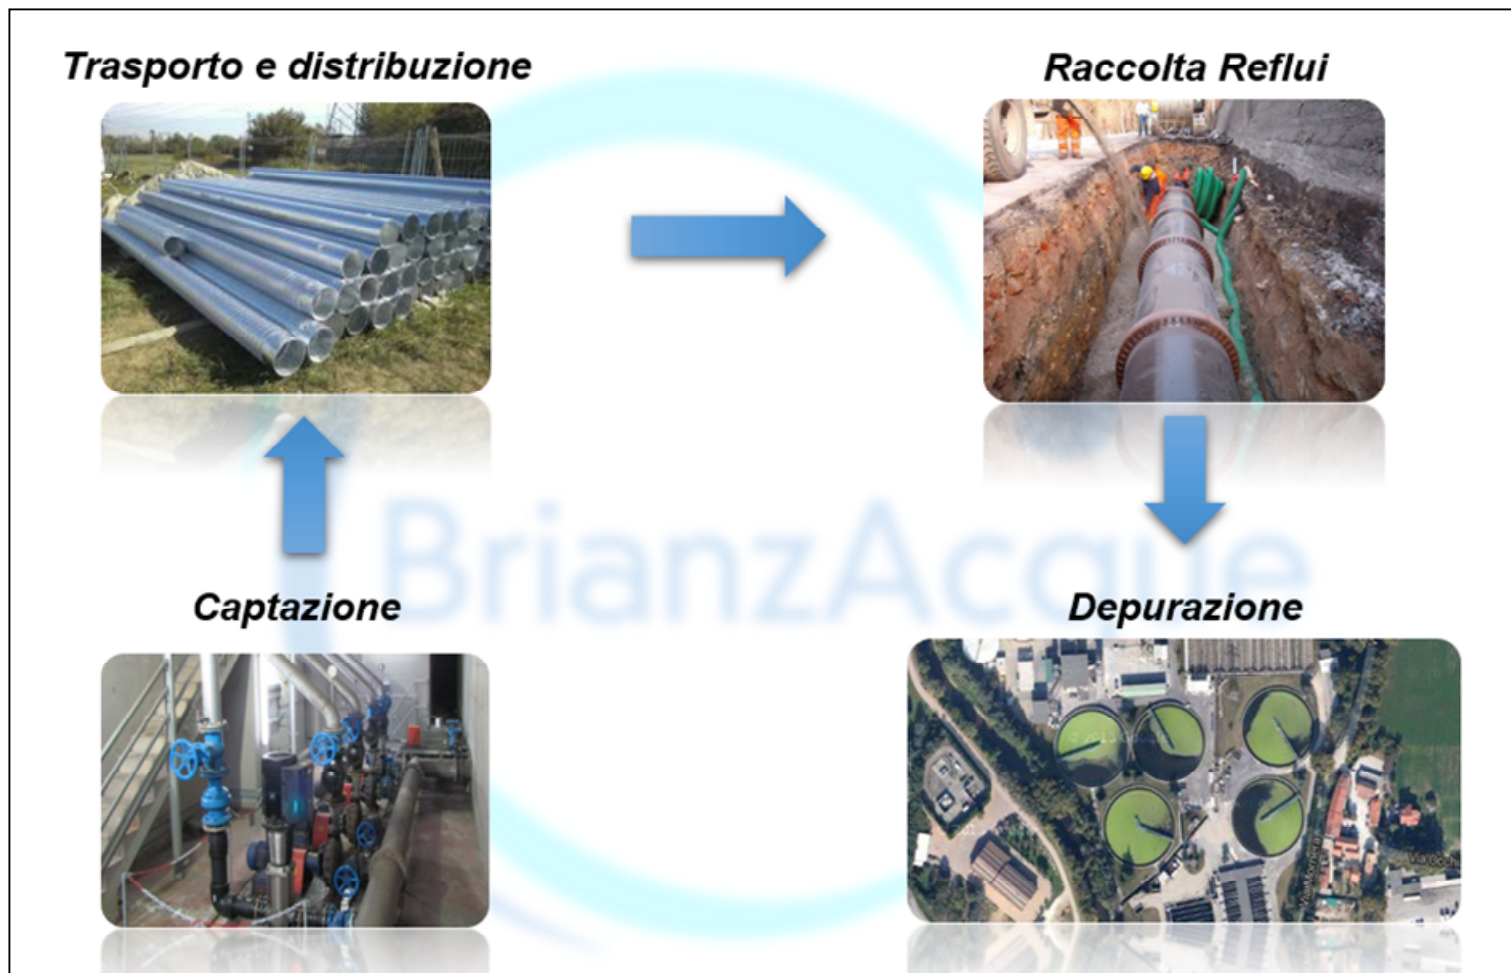 Trasporto e distribuzione
Raccolta Reflui
BrianzAcque
Captazione
Depurazione